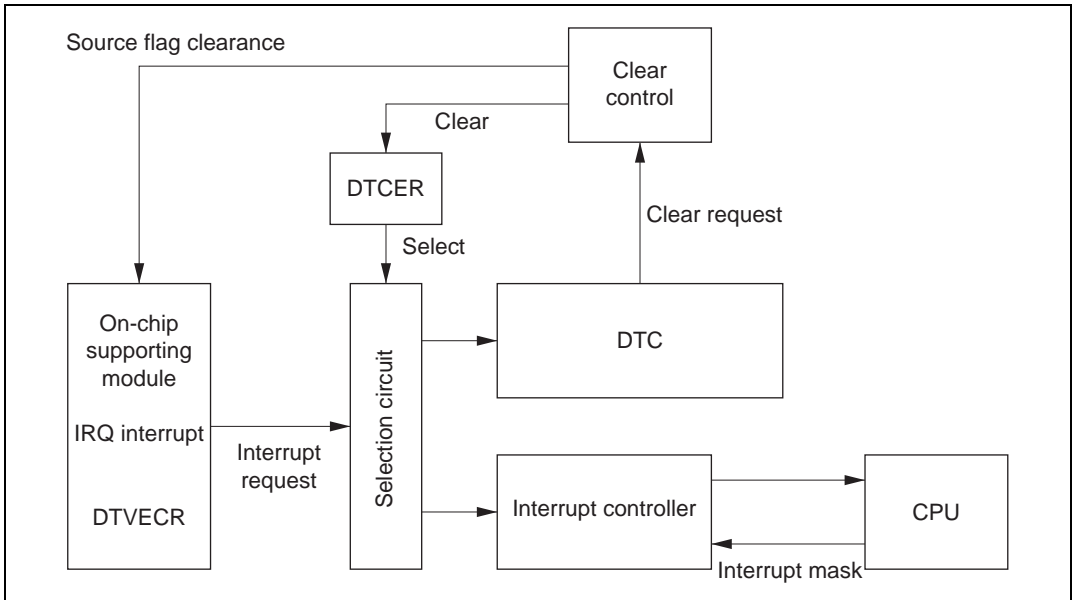 Source flag clearance
Clear
control
Clear
DTCER
Clear request
Select
On-chip
supporting
module
IRQ interrupt
DTVECR
Interrupt
request
Selection circuit
DTC
Interrupt controller
CPU
Interrupt mask